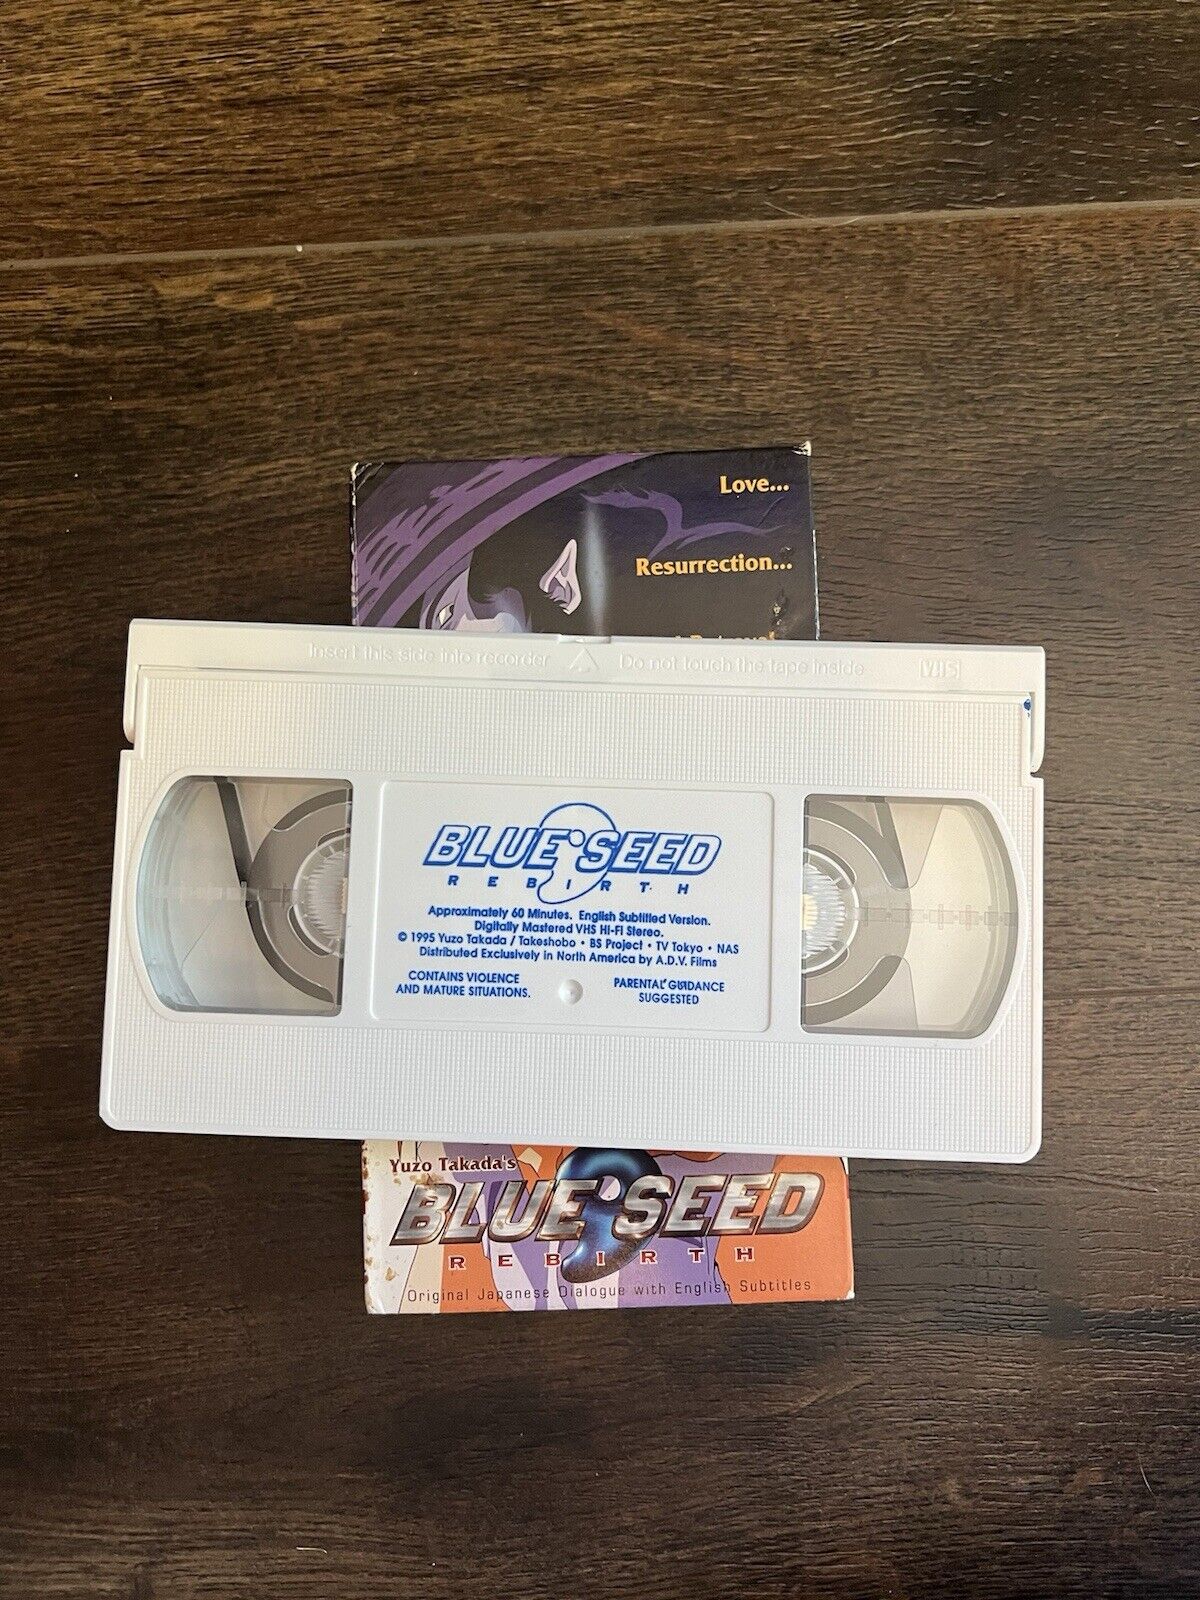 Love...
Resurrection...
Insert this side into recorder Do not touch the tape inside VHS
BLUE SEED
REBIRTH
Approximately 60 Minutes. English Subtitled Version.
Digitally Mastered VHS Hi-Fi Stereo.
© 1995 Yuzo Takada / Takeshobo • BS Project • TV Tokyo • NAS
Distributed Exclusively in North America by A.D.V. Films
CONTAINS VIOLENCE
AND MATURE SITUATIONS.
PARENTAL GUIDANCE
SUGGESTED
Yuzo Takada's
BLUE SEED
REBIRTH
Original Japanese Dialogue with English Subtitles